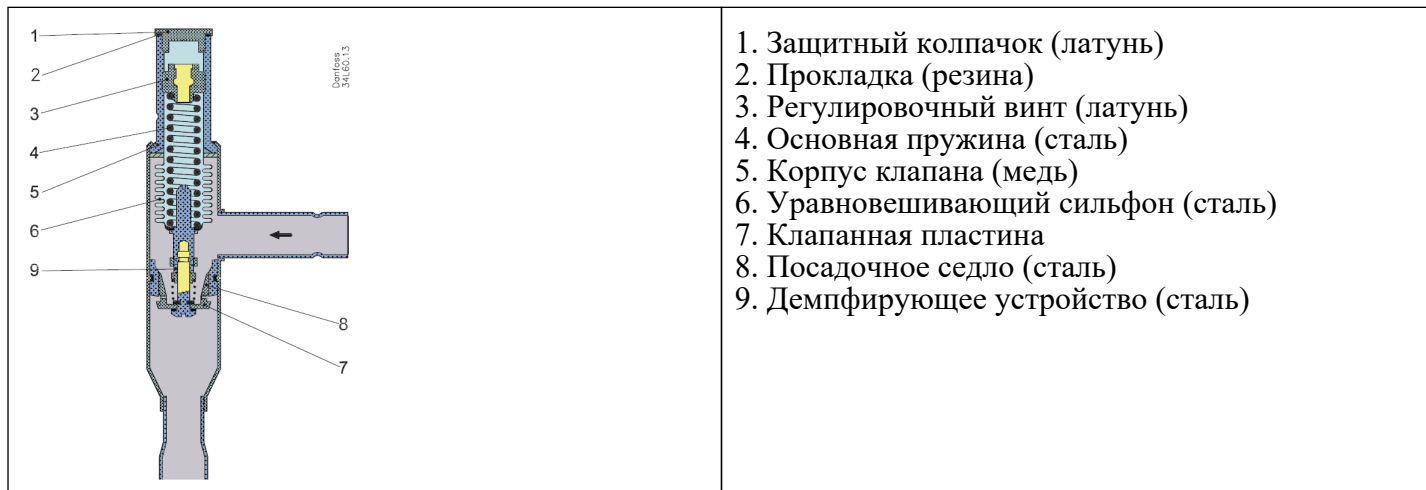 1
2
3
4
5
6
9
8
7
Danfoss
34L60.13
1. Защитный колпачок (латунь)
2. Прокладка (резина)
3. Регулировочный винт (латунь)
4. Основная пружина (сталь)
5. Корпус клапана (медь)
6. Уравновешивающий сильфон (сталь)
7. Клапанная пластина
8. Посадочное седло (сталь)
9. Демпфирующее устройство (сталь)